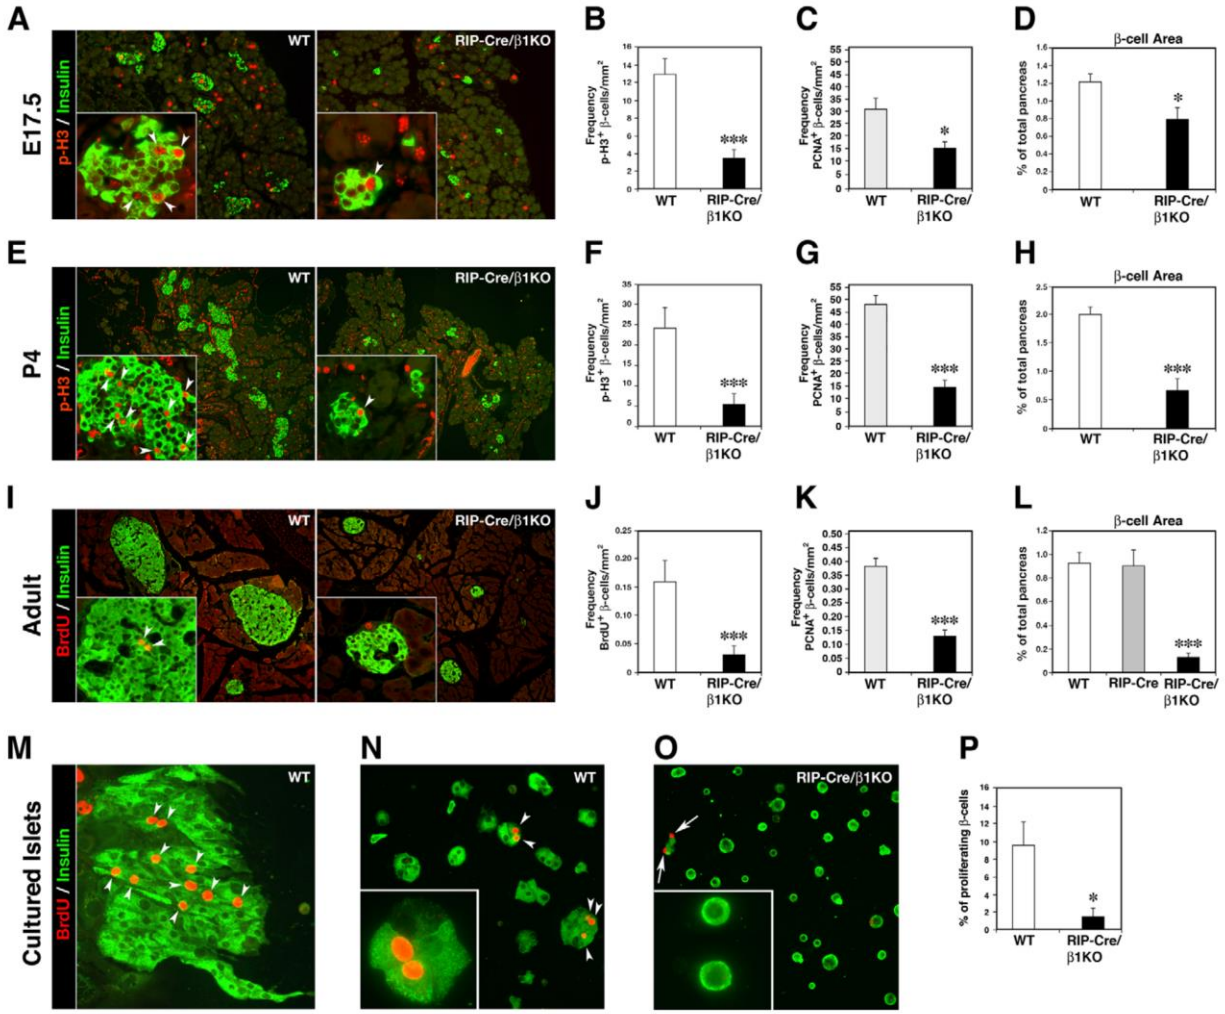 A
E17.5
p-H3 / Insulin
WT
RIP-Cre/β1KO
B
Frequency
p-H3+ β-cells/mm2
16
14
12
10
8
6
4
2
0
***
WT
RIP-Cre/
β1KO
C
Frequency
PCNA+ β-cells/mm2
55
50
45
40
35
30
25
20
15
10
5
0
*
WT
RIP-Cre/
β1KO
D
β-cell Area
% of total pancreas
1.6
1.4
1.2
1.0
0.8
0.6
0.4
0.2
0
*
WT
RIP-Cre/
β1KO
E
P4
p-H3 / Insulin
WT
RIP-Cre/β1KO
F
Frequency
p-H3+ β-cells/mm2
35
30
25
20
15
10
5
0
***
WT
RIP-Cre/
β1KO
G
Frequency
PCNA+ β-cells/mm2
55
50
45
40
35
30
25
20
15
10
5
0
***
WT
RIP-Cre/
β1KO
H
β-cell Area
% of total pancreas
2.5
2.0
1.5
1.0
0.5
0
***
WT
RIP-Cre/
β1KO
I
Adult
BrdU / Insulin
WT
RIP-Cre/β1KO
J
Frequency
BrdU+ β-cells/mm2
0.25
0.20
0.15
0.10
0.05
0
***
WT
RIP-Cre/
β1KO
K
Frequency
PCNA+ β-cells/mm2
0.50
0.45
0.40
0.35
0.30
0.25
0.20
0.15
0.10
0.05
0
***
WT
RIP-Cre/
β1KO
L
β-cell Area
% of total pancreas
1.2
1.0
0.8
0.6
0.4
0.2
0
***
WT
RIP-Cre
RIP-Cre/
β1KO
M
Cultured Islets
BrdU / Insulin
WT
N
WT
O
RIP-Cre/β1KO
P
% of proliferating β-cells
16
14
12
10
8
6
4
2
0
*
WT
RIP-Cre/
β1KO